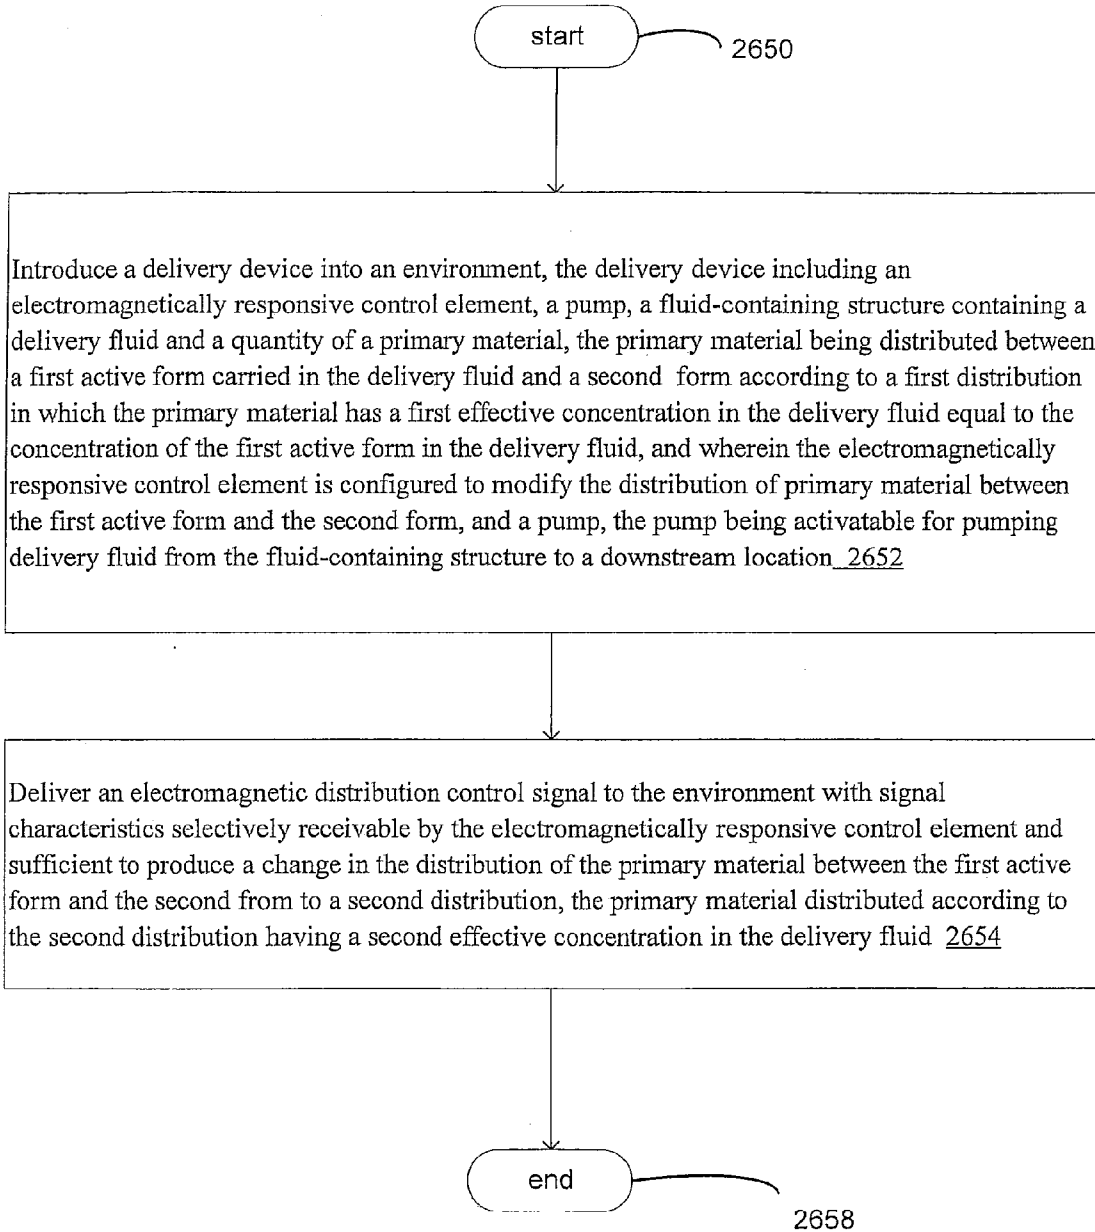 start
2650
Introduce a delivery device into an environment, the delivery device including an
electromagnetically responsive control element, a pump, a fluid-containing structure containing a
delivery fluid and a quantity of a primary material, the primary material being distributed between
a first active form carried in the delivery fluid and a second  form according to a first distribution
in which the primary material has a first effective concentration in the delivery fluid equal to the
concentration of the first active form in the delivery fluid, and wherein the electromagnetically
responsive control element is configured to modify the distribution of primary material between
the first active form and the second form, and a pump, the pump being activatable for pumping
delivery fluid from the fluid-containing structure to a downstream location 2652
Deliver an electromagnetic distribution control signal to the environment with signal
characteristics selectively receivable by the electromagnetically responsive control element and
sufficient to produce a change in the distribution of the primary material between the first active
form and the second from to a second distribution, the primary material distributed according to
the second distribution having a second effective concentration in the delivery fluid  2654
end
2658